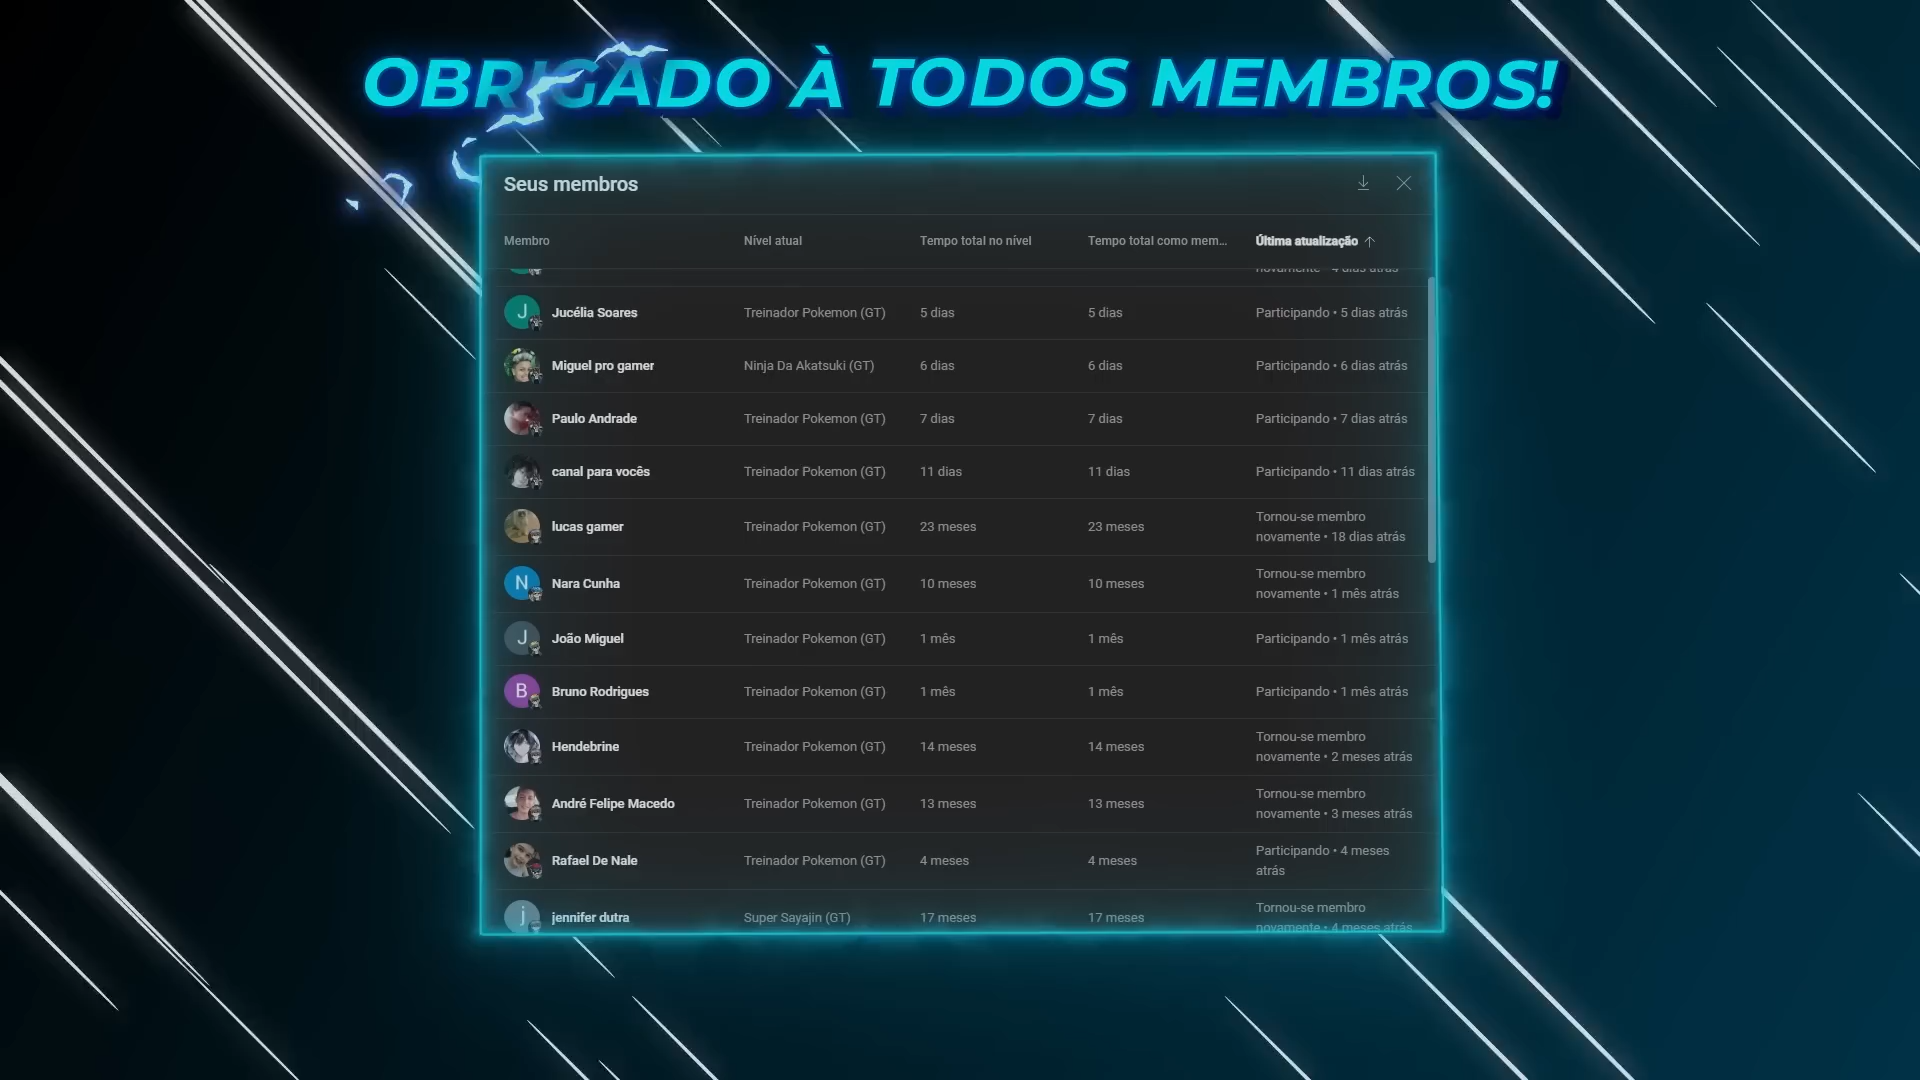 OBRIGADO À TODOS MEMBROS!
Seus membros
Membro Nível atual Tempo total no nível Tempo total como mem... Última atualização
novamente • 4 dias atrás
J Jucélia Soares Treinador Pokemon (GT) 5 dias 5 dias Participando • 5 dias atrás
Miguel pro gamer Ninja Da Akatsuki (GT) 6 dias 6 dias Participando • 6 dias atrás
Paulo Andrade Treinador Pokemon (GT) 7 dias 7 dias Participando • 7 dias atrás
canal para vocês Treinador Pokemon (GT) 11 dias 11 dias Participando • 11 dias atrás
lucas gamer Treinador Pokemon (GT) 23 meses 23 meses Tornou-se membro
novamente • 18 dias atrás
N Nara Cunha Treinador Pokemon (GT) 10 meses 10 meses Tornou-se membro
novamente • 1 mês atrás
J João Miguel Treinador Pokemon (GT) 1 mês 1 mês Participando • 1 mês atrás
B Bruno Rodrigues Treinador Pokemon (GT) 1 mês 1 mês Participando • 1 mês atrás
Hendebrine Treinador Pokemon (GT) 14 meses 14 meses Tornou-se membro
novamente • 2 meses atrás
André Felipe Macedo Treinador Pokemon (GT) 13 meses 13 meses Tornou-se membro
novamente • 3 meses atrás
Rafael De Nale Treinador Pokemon (GT) 4 meses 4 meses Participando • 4 meses
atrás
j jennifer dutra Super Sayajin (GT) 17 meses 17 meses Tornou-se membro
novamente • 4 meses atrás